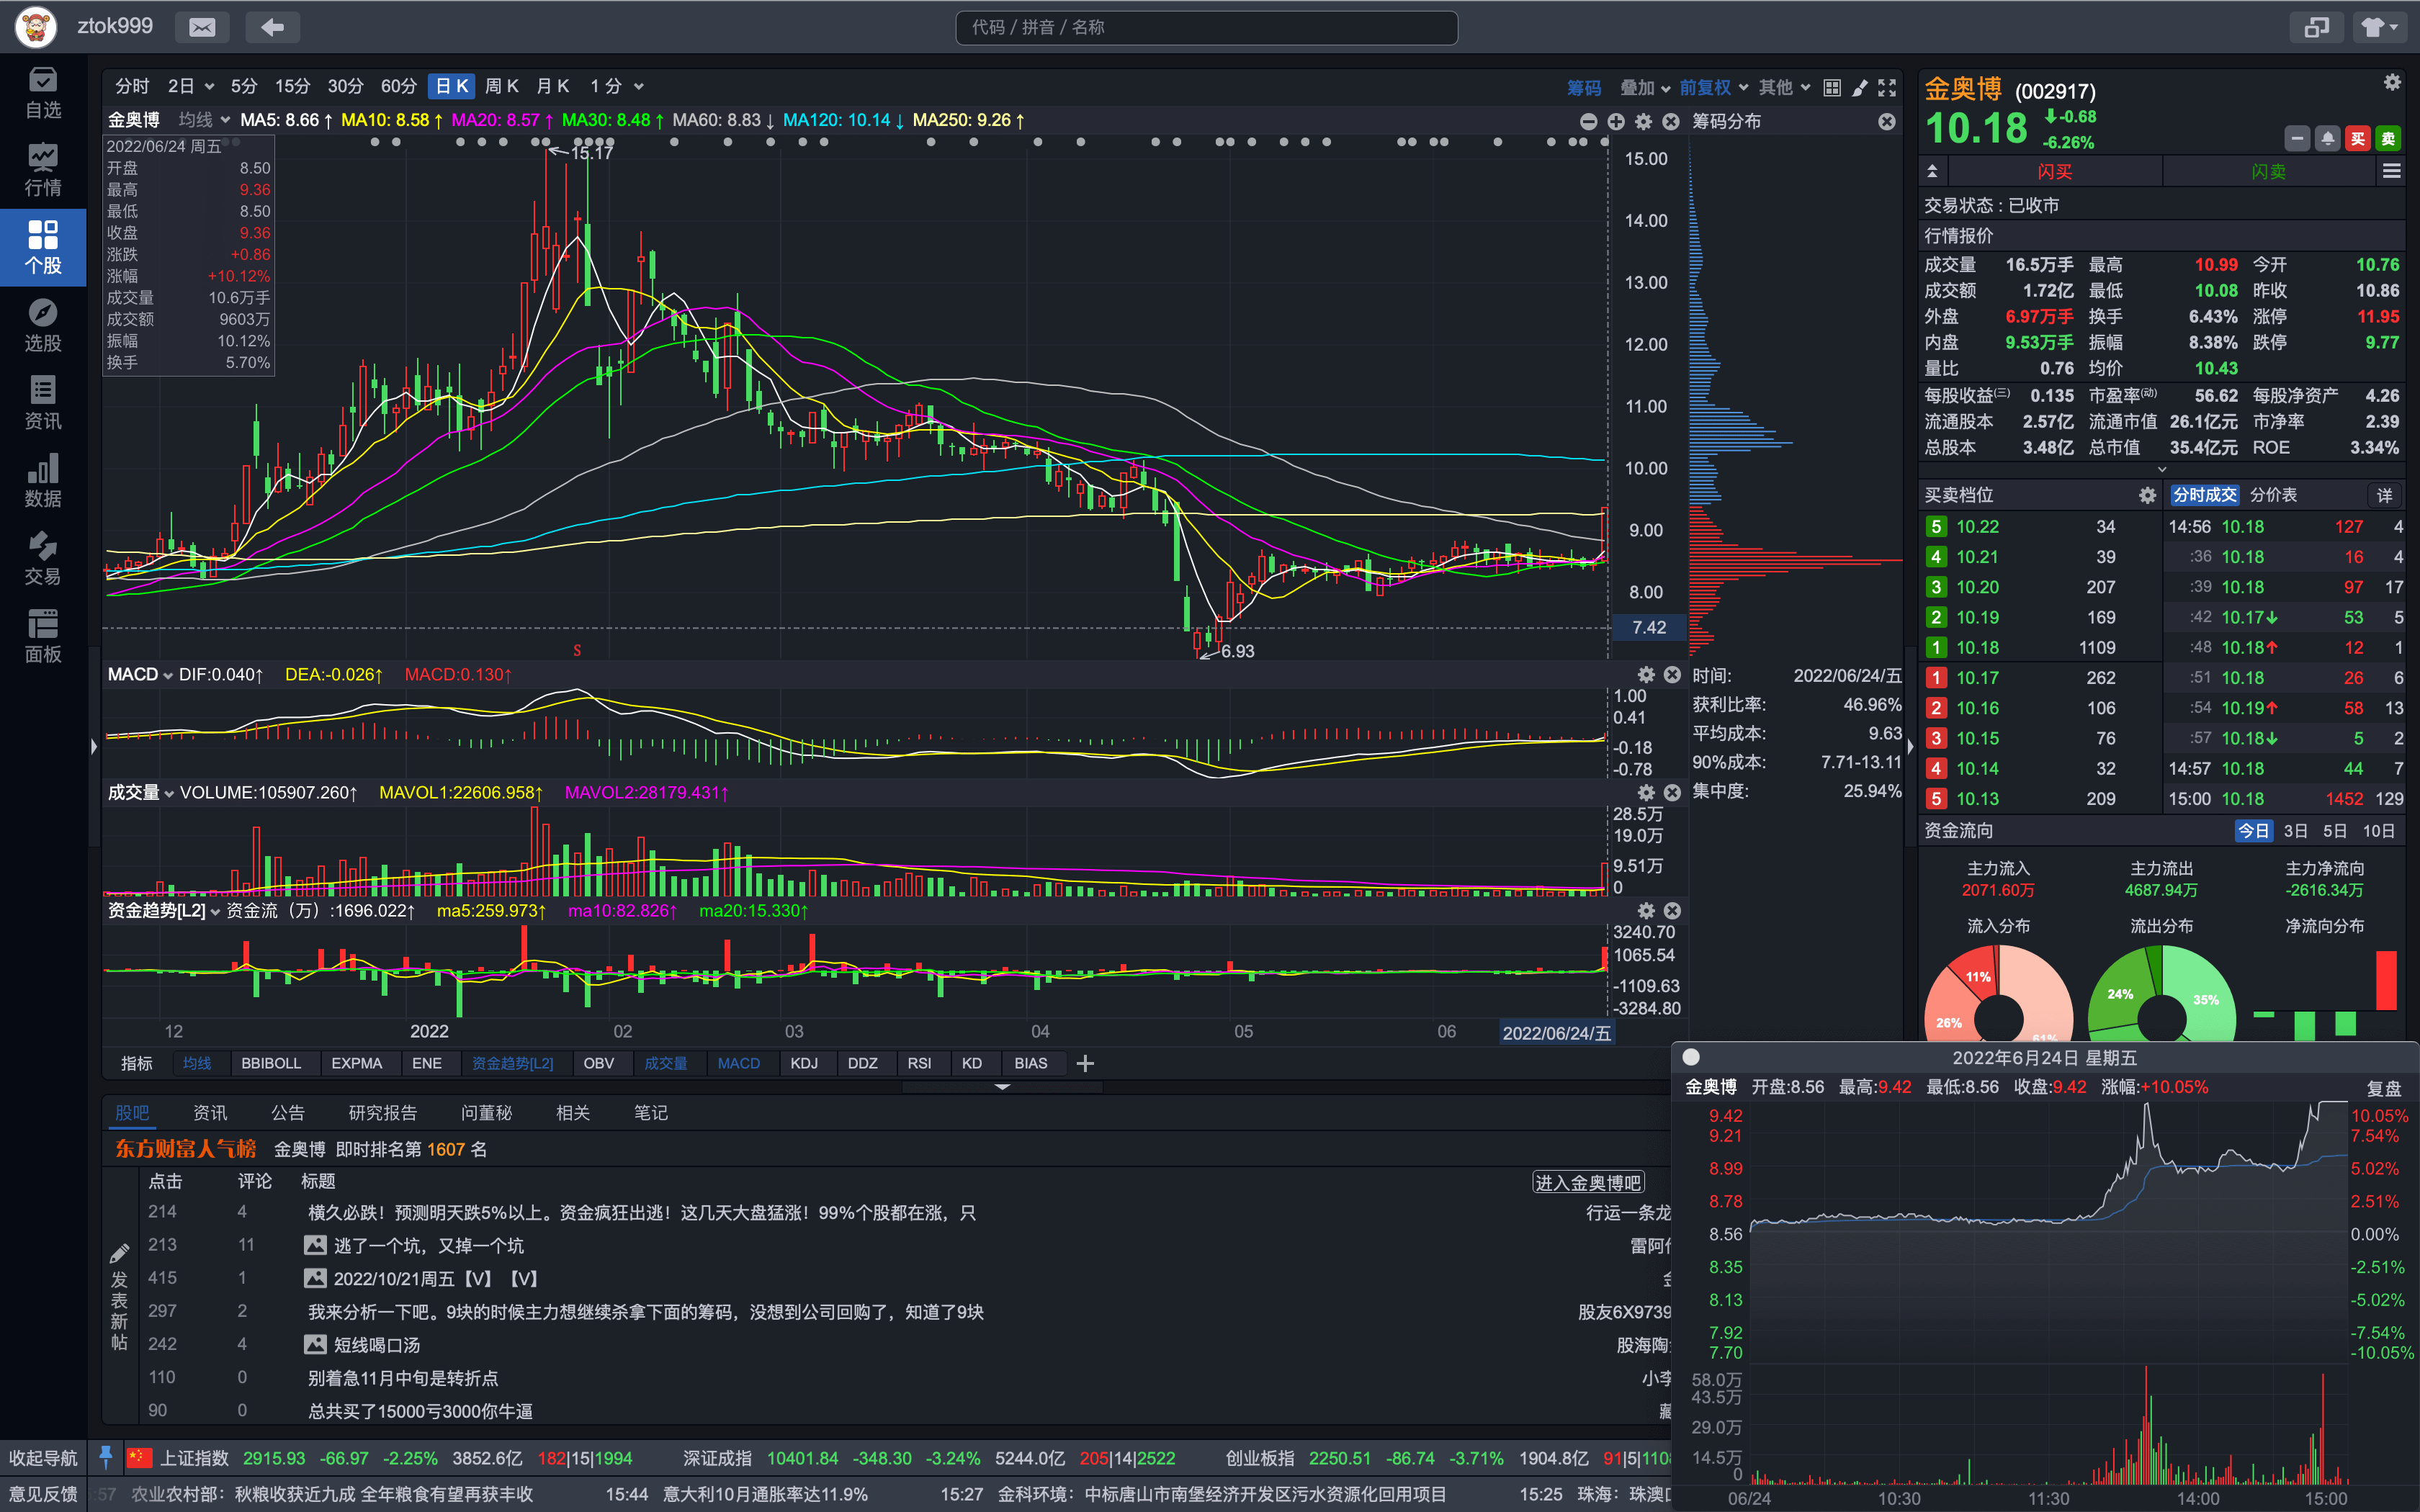 ztok999
代码 / 拼音 / 名称
自选
行情
个股
选股
资讯
数据
交易
面板
收起导航
意见反馈
分时 2日 5分 15分 30分 60分 日K 周K 月K 1分
筹码 叠加 前复权 其他
金奥博 均线 MA5: 8.66↑ MA10: 8.58↑ MA20: 8.57↑ MA30: 8.48↑ MA60: 8.83↓ MA120: 10.14↓ MA250: 9.26↑
筹码分布
2022/06/24 周五
开盘 8.50
最高 9.36
最低 8.50
收盘 9.36
涨跌 +0.86
涨幅 +10.12%
成交量 10.6万手
成交额 9603万
振幅 10.12%
换手 5.70%
15.17
6.93
S
15.00
14.00
13.00
12.00
11.00
10.00
9.00
8.00
7.42
MACD DIF:0.040↑ DEA:-0.026↑ MACD:0.130↑
1.00
0.41
-0.18
-0.78
成交量 VOLUME:105907.260↑ MAVOL1:22606.958↑ MAVOL2:28179.431↑
28.5万
19.0万
9.51万
0
资金趋势[L2] 资金流（万）:1696.022↑ ma5:259.973↑ ma10:82.826↑ ma20:15.330↑
3240.70
1065.54
-1109.63
-3284.80
12 2022 02 03 04 05 06 2022/06/24/五
时间: 2022/06/24/五
获利比率: 46.96%
平均成本: 9.63
90%成本: 7.71-13.11
集中度: 25.94%
指标 均线 BBIBOLL EXPMA ENE 资金趋势[L2] OBV 成交量 MACD KDJ DDZ RSI KD BIAS
股吧 资讯 公告 研究报告 问董秘 相关 笔记
东方财富人气榜 金奥博 即时排名第 1607 名
点击 评论 标题 进入金奥博吧
214 4 横久必跌！预测明天跌5%以上。资金疯狂出逃！这几天大盘猛涨！99%个股都在涨，只 行运一条龙
213 11 逃了一个坑，又掉一个坑 雷阿
415 1 2022/10/21周五【V】【V】
297 2 我来分析一下吧。9块的时候主力想继续杀拿下面的筹码，没想到公司回购了，知道了9块 股友6X9739
242 4 短线喝口汤 股海陶
110 0 别着急11月中旬是转折点 小李
90 0 总共买了15000亏3000你牛逼
发表新帖
金奥博 (002917)
10.18 -0.68
-6.26%
买 卖
闪买 闪卖
交易状态：已收市
行情报价
成交量 16.5万手 最高 10.99 今开 10.76
成交额 1.72亿 最低 10.08 昨收 10.86
外盘 6.97万手 换手 6.43% 涨停 11.95
内盘 9.53万手 振幅 8.38% 跌停 9.77
量比 0.76 均价 10.43
每股收益(三) 0.135 市盈率(动) 56.62 每股净资产 4.26
流通股本 2.57亿 流通市值 26.1亿元 市净率 2.39
总股本 3.48亿 总市值 35.4亿元 ROE 3.34%
买卖档位 分时成交 分价表 详
5 10.22 34 14:56 10.18 127 4
4 10.21 39 :36 10.18 16 4
3 10.20 207 :39 10.18 97 17
2 10.19 169 :42 10.17↓ 53 5
1 10.18 1109 :48 10.18↑ 12 1
1 10.17 262 :51 10.18 26 6
2 10.16 106 :54 10.19↑ 58 13
3 10.15 76 :57 10.18↓ 5 2
4 10.14 32 14:57 10.18 44 7
5 10.13 209 15:00 10.18 1452 129
资金流向 今日 3日 5日 10日
主力流入 主力流出 主力净流向
2071.60万 4687.94万 -2616.34万
流入分布 流出分布 净流向分布
11%
26%
61%
24%
35%
2022年6月24日 星期五
金奥博 开盘:8.56 最高:9.42 最低:8.56 收盘:9.42 涨幅:+10.05% 复盘
9.42 10.05%
9.21 7.54%
8.99 5.02%
8.78 2.51%
8.56 0.00%
8.35 -2.51%
8.13 -5.02%
7.92 -7.54%
7.70 -10.05%
58.0万
43.5万
29.0万
14.5万
0
06/24 10:30 11:30 14:00 15:00
上证指数 2915.93 -66.97 -2.25% 3852.6亿 182|15|1994 深证成指 10401.84 -348.30 -3.24% 5244.0亿 205|14|2522 创业板指 2250.51 -86.74 -3.71% 1904.8亿 91|5|110
:57 农业农村部：秋粮收获近九成 全年粮食有望再获丰收 15:44 意大利10月通胀率达11.9% 15:27 金科环境：中标唐山市南堡经济开发区污水资源化回用项目 15:25 珠海：珠澳